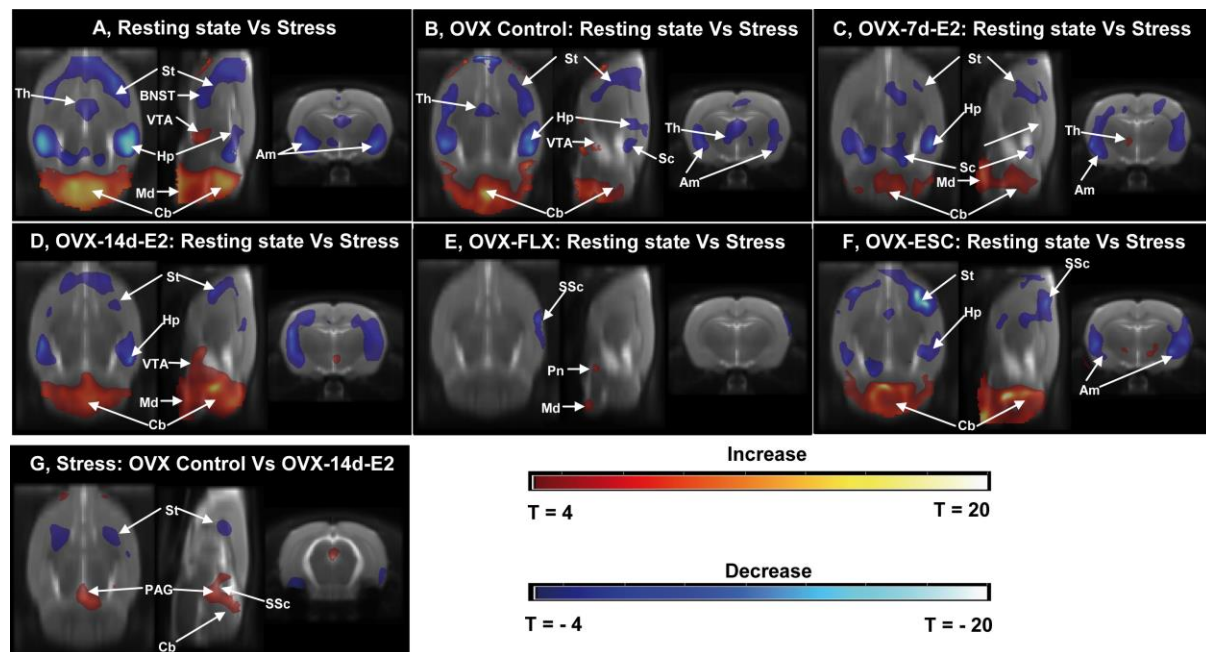 A, Resting state Vs Stress
St
Th
BNST
VTA
Hp
Am
Md
Cb
B, OVX Control: Resting state Vs Stress
St
Th
Hp
VTA
Th
Sc
Am
Cb
C, OVX-7d-E2: Resting state Vs Stress
St
Hp
Th
Sc
Md
Am
Cb
D, OVX-14d-E2: Resting state Vs Stress
St
Hp
VTA
Md
Cb
E, OVX-FLX: Resting state Vs Stress
SSc
Pn
Md
F, OVX-ESC: Resting state Vs Stress
SSc
St
Hp
Am
Cb
G, Stress: OVX Control Vs OVX-14d-E2
St
PAG
SSc
Cb
Increase
T = 4
T = 20
Decrease
T = - 4
T = - 20